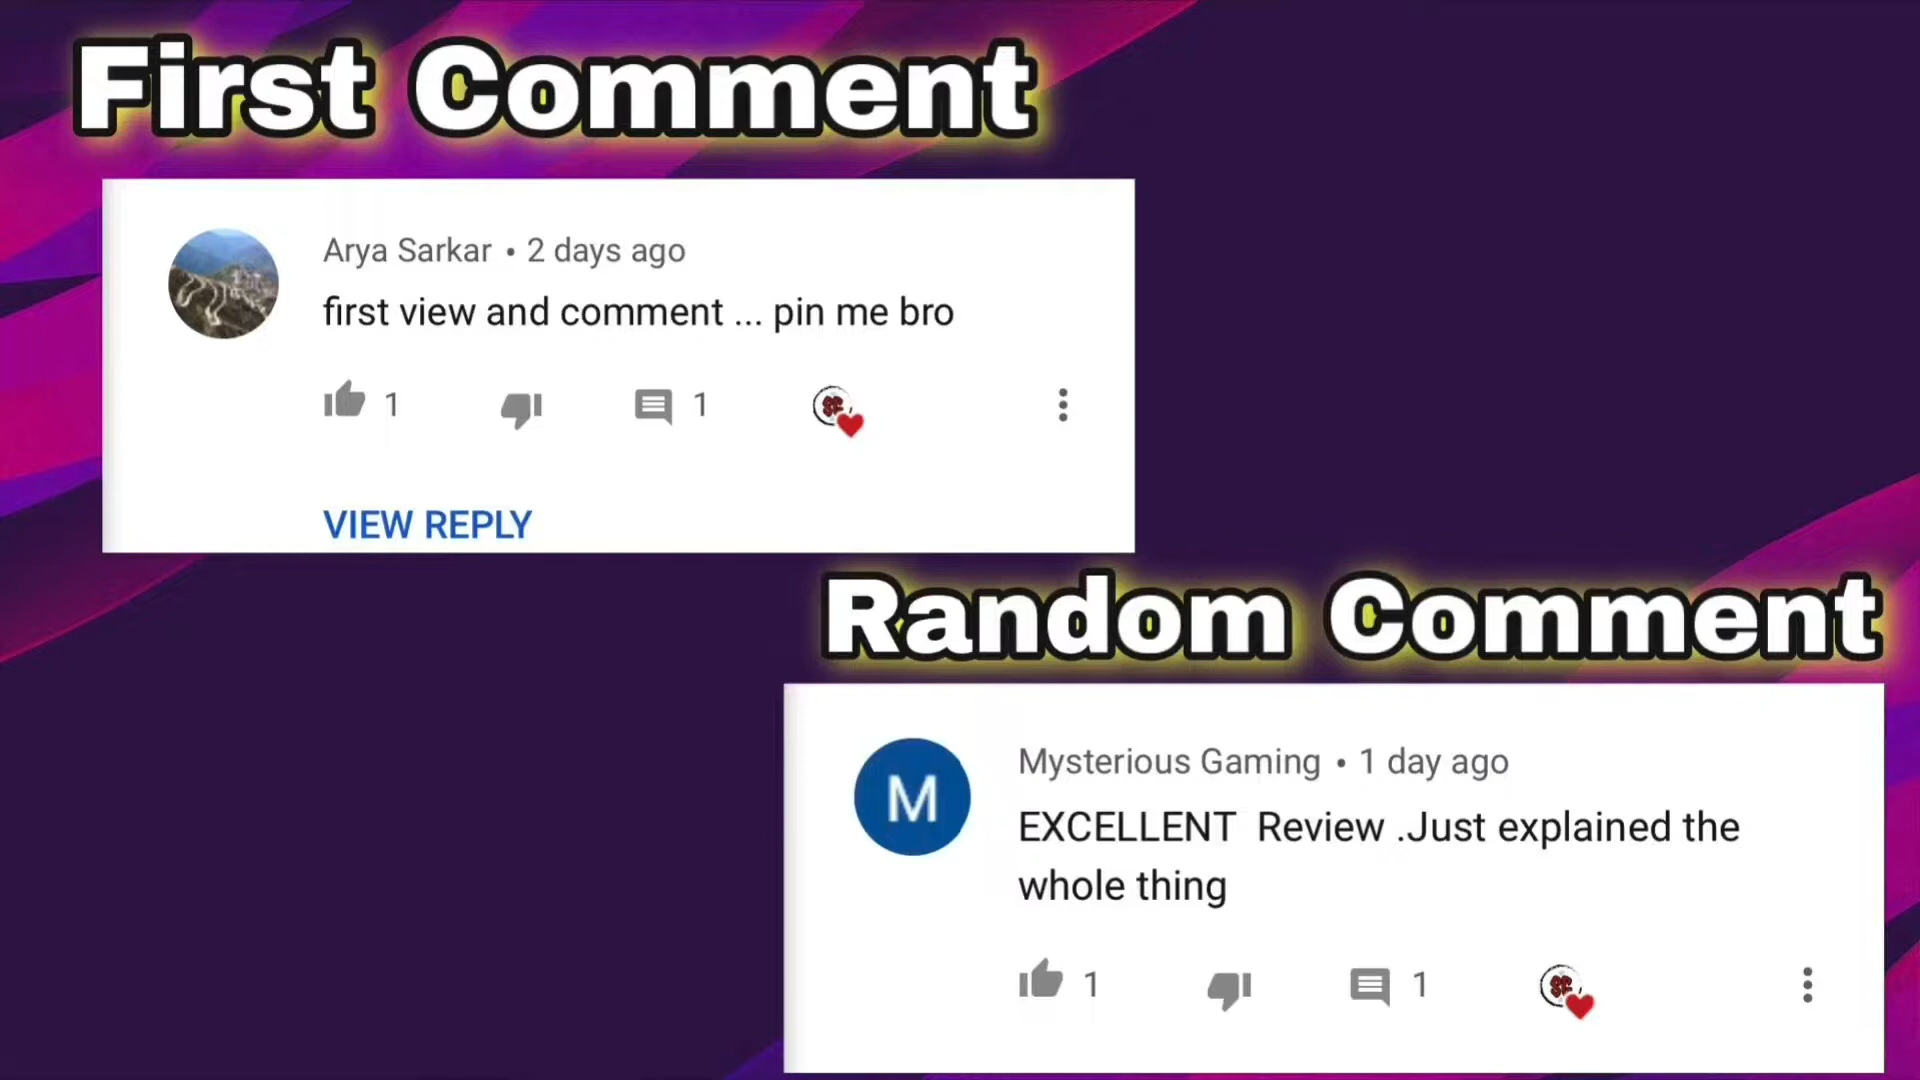 First Comment
Arya Sarkar • 2 days ago
first view and comment ... pin me bro
1 1
VIEW REPLY
Random Comment
M
Mysterious Gaming • 1 day ago
EXCELLENT  Review .Just explained the
whole thing
1 1